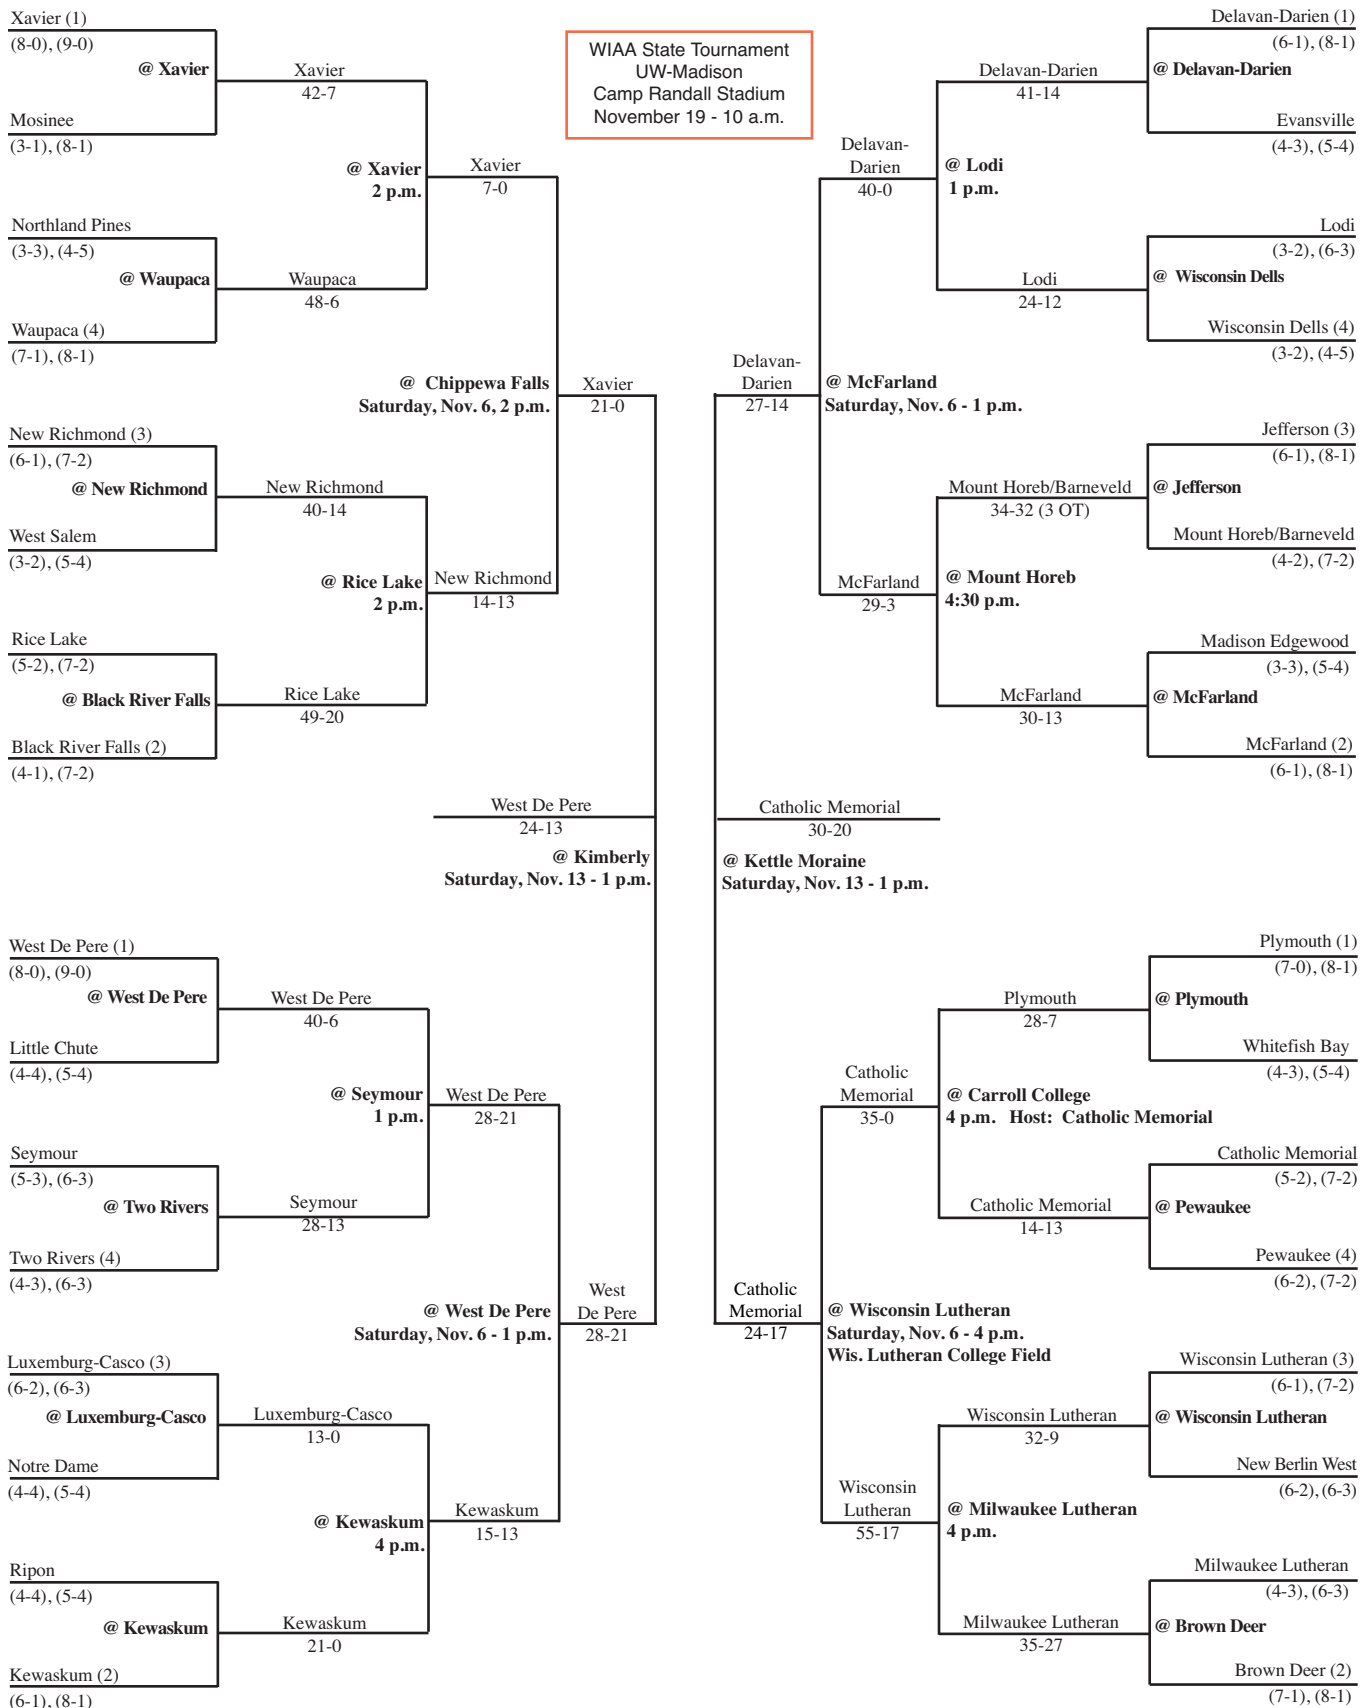 WIAA State Tournament
UW-Madison
Camp Randall Stadium
November 19 - 10 a.m.
Xavier (1)
(8-0), (9-0)
@ Xavier
Mosinee
(3-1), (8-1)
Xavier
42-7
@ Xavier
2 p.m.
Northland Pines
(3-3), (4-5)
@ Waupaca
Waupaca (4)
(7-1), (8-1)
Waupaca
48-6
Xavier
7-0
@ Chippewa Falls
Saturday, Nov. 6, 2 p.m.
Xavier
21-0
New Richmond (3)
(6-1), (7-2)
@ New Richmond
West Salem
(3-2), (5-4)
New Richmond
40-14
@ Rice Lake
2 p.m.
New Richmond
14-13
Rice Lake
(5-2), (7-2)
@ Black River Falls
Black River Falls (2)
(4-1), (7-2)
Rice Lake
49-20
West De Pere
24-13
@ Kimberly
Saturday, Nov. 13 - 1 p.m.
West De Pere (1)
(8-0), (9-0)
@ West De Pere
Little Chute
(4-4), (5-4)
West De Pere
40-6
@ Seymour
1 p.m.
West De Pere
28-21
Seymour
(5-3), (6-3)
@ Two Rivers
Two Rivers (4)
(4-3), (6-3)
Seymour
28-13
@ West De Pere
Saturday, Nov. 6 - 1 p.m.
West
De Pere
28-21
Luxemburg-Casco (3)
(6-2), (6-3)
@ Luxemburg-Casco
Notre Dame
(4-4), (5-4)
Luxemburg-Casco
13-0
@ Kewaskum
4 p.m.
Kewaskum
15-13
Ripon
(4-4), (5-4)
@ Kewaskum
Kewaskum (2)
(6-1), (8-1)
Kewaskum
21-0
Delavan-Darien (1)
(6-1), (8-1)
@ Delavan-Darien
Evansville
(4-3), (5-4)
Delavan-Darien
41-14
Delavan-
Darien
40-0
@ Lodi
1 p.m.
Lodi
(3-2), (6-3)
@ Wisconsin Dells
Wisconsin Dells (4)
(3-2), (4-5)
Lodi
24-12
Delavan-
Darien
27-14
@ McFarland
Saturday, Nov. 6 - 1 p.m.
Jefferson (3)
(6-1), (8-1)
@ Jefferson
Mount Horeb/Barneveld
(4-2), (7-2)
Mount Horeb/Barneveld
34-32 (3 OT)
McFarland
29-3
@ Mount Horeb
4:30 p.m.
Madison Edgewood
(3-3), (5-4)
@ McFarland
McFarland (2)
(6-1), (8-1)
McFarland
30-13
Catholic Memorial
30-20
@ Kettle Moraine
Saturday, Nov. 13 - 1 p.m.
Plymouth (1)
(7-0), (8-1)
@ Plymouth
Whitefish Bay
(4-3), (5-4)
Plymouth
28-7
Catholic
Memorial
35-0
@ Carroll College
4 p.m. Host: Catholic Memorial
Catholic Memorial
(5-2), (7-2)
@ Pewaukee
Pewaukee (4)
(6-2), (7-2)
Catholic Memorial
14-13
Catholic
Memorial
24-17
@ Wisconsin Lutheran
Saturday, Nov. 6 - 4 p.m.
Wis. Lutheran College Field
Wisconsin Lutheran (3)
(6-1), (7-2)
@ Wisconsin Lutheran
New Berlin West
(6-2), (6-3)
Wisconsin Lutheran
32-9
Wisconsin
Lutheran
55-17
@ Milwaukee Lutheran
4 p.m.
Milwaukee Lutheran
(4-3), (6-3)
@ Brown Deer
Brown Deer (2)
(7-1), (8-1)
Milwaukee Lutheran
35-27